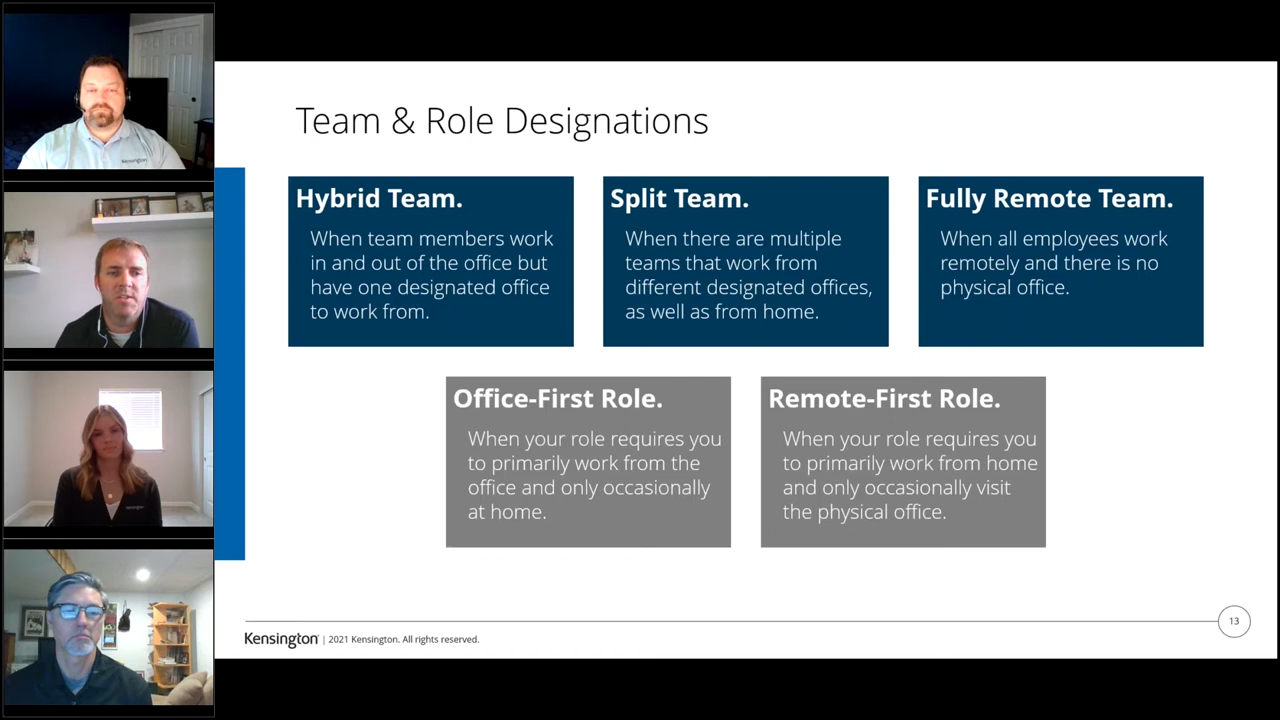 Team & Role Designations
Hybrid Team.
When team members work
in and out of the office but
have one designated office
to work from.
Split Team.
When there are multiple
teams that work from
different designated offices,
as well as from home.
Fully Remote Team.
When all employees work
remotely and there is no
physical office.
Office-First Role.
When your role requires you
to primarily work from the
office and only occasionally
at home.
Remote-First Role.
When your role requires you
to primarily work from home
and only occasionally visit
the physical office.
Kensington | 2021 Kensington. All rights reserved.
13
Kensington
Kensington